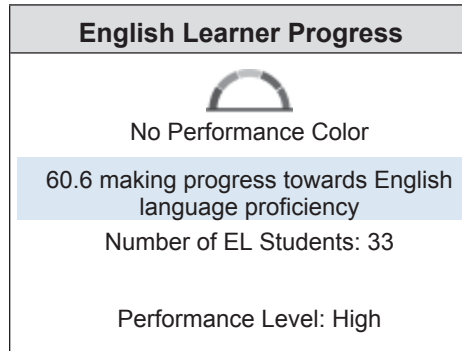 English Learner Progress
No Performance Color
60.6 making progress towards English
language proficiency
Number of EL Students: 33
Performance Level: High